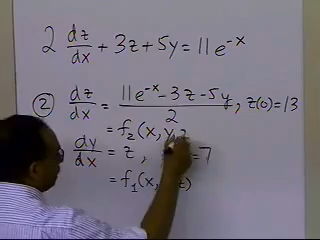 2 dz/dx + 3z + 5y = 11e^-x
② dz/dx = (11e^-x - 3z - 5y)/2, z(0) = 13
= f₂(x, y, z
dy/dx = z, = 7
= f₁(x, z)